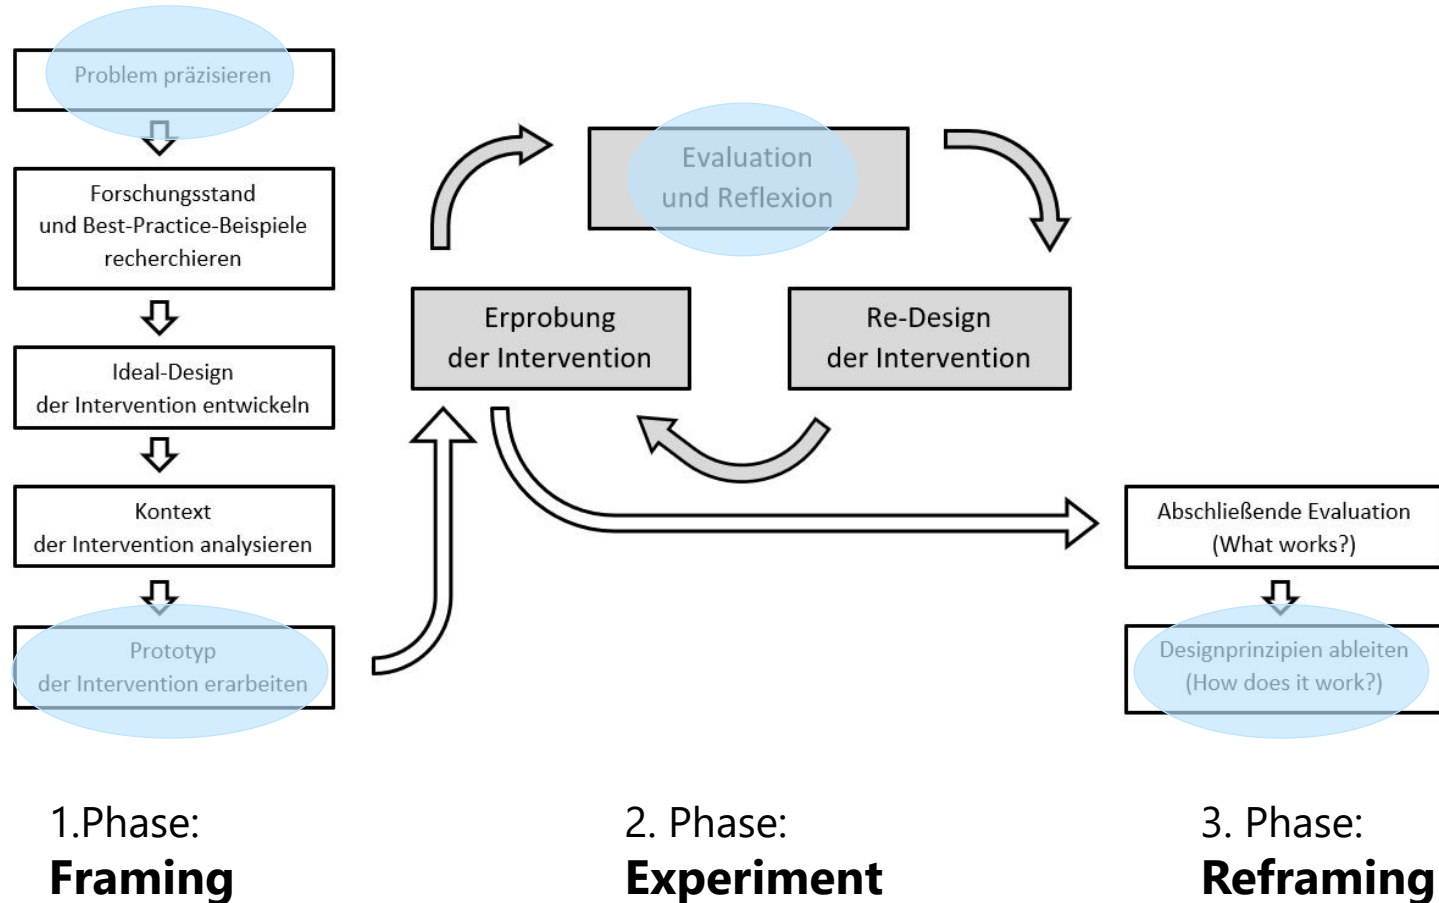 Problem präzisieren
Forschungsstand
und Best-Practice-Beispiele
recherchieren
Ideal-Design
der Intervention entwickeln
Kontext
der Intervention analysieren
Prototyp
der Intervention erarbeiten
Evaluation
und Reflexion
Erprobung
der Intervention
Re-Design
der Intervention
Abschließende Evaluation
(What works?)
Designprinzipien ableiten
(How does it work?)
1.Phase:
Framing
2. Phase:
Experiment
3. Phase:
Reframing